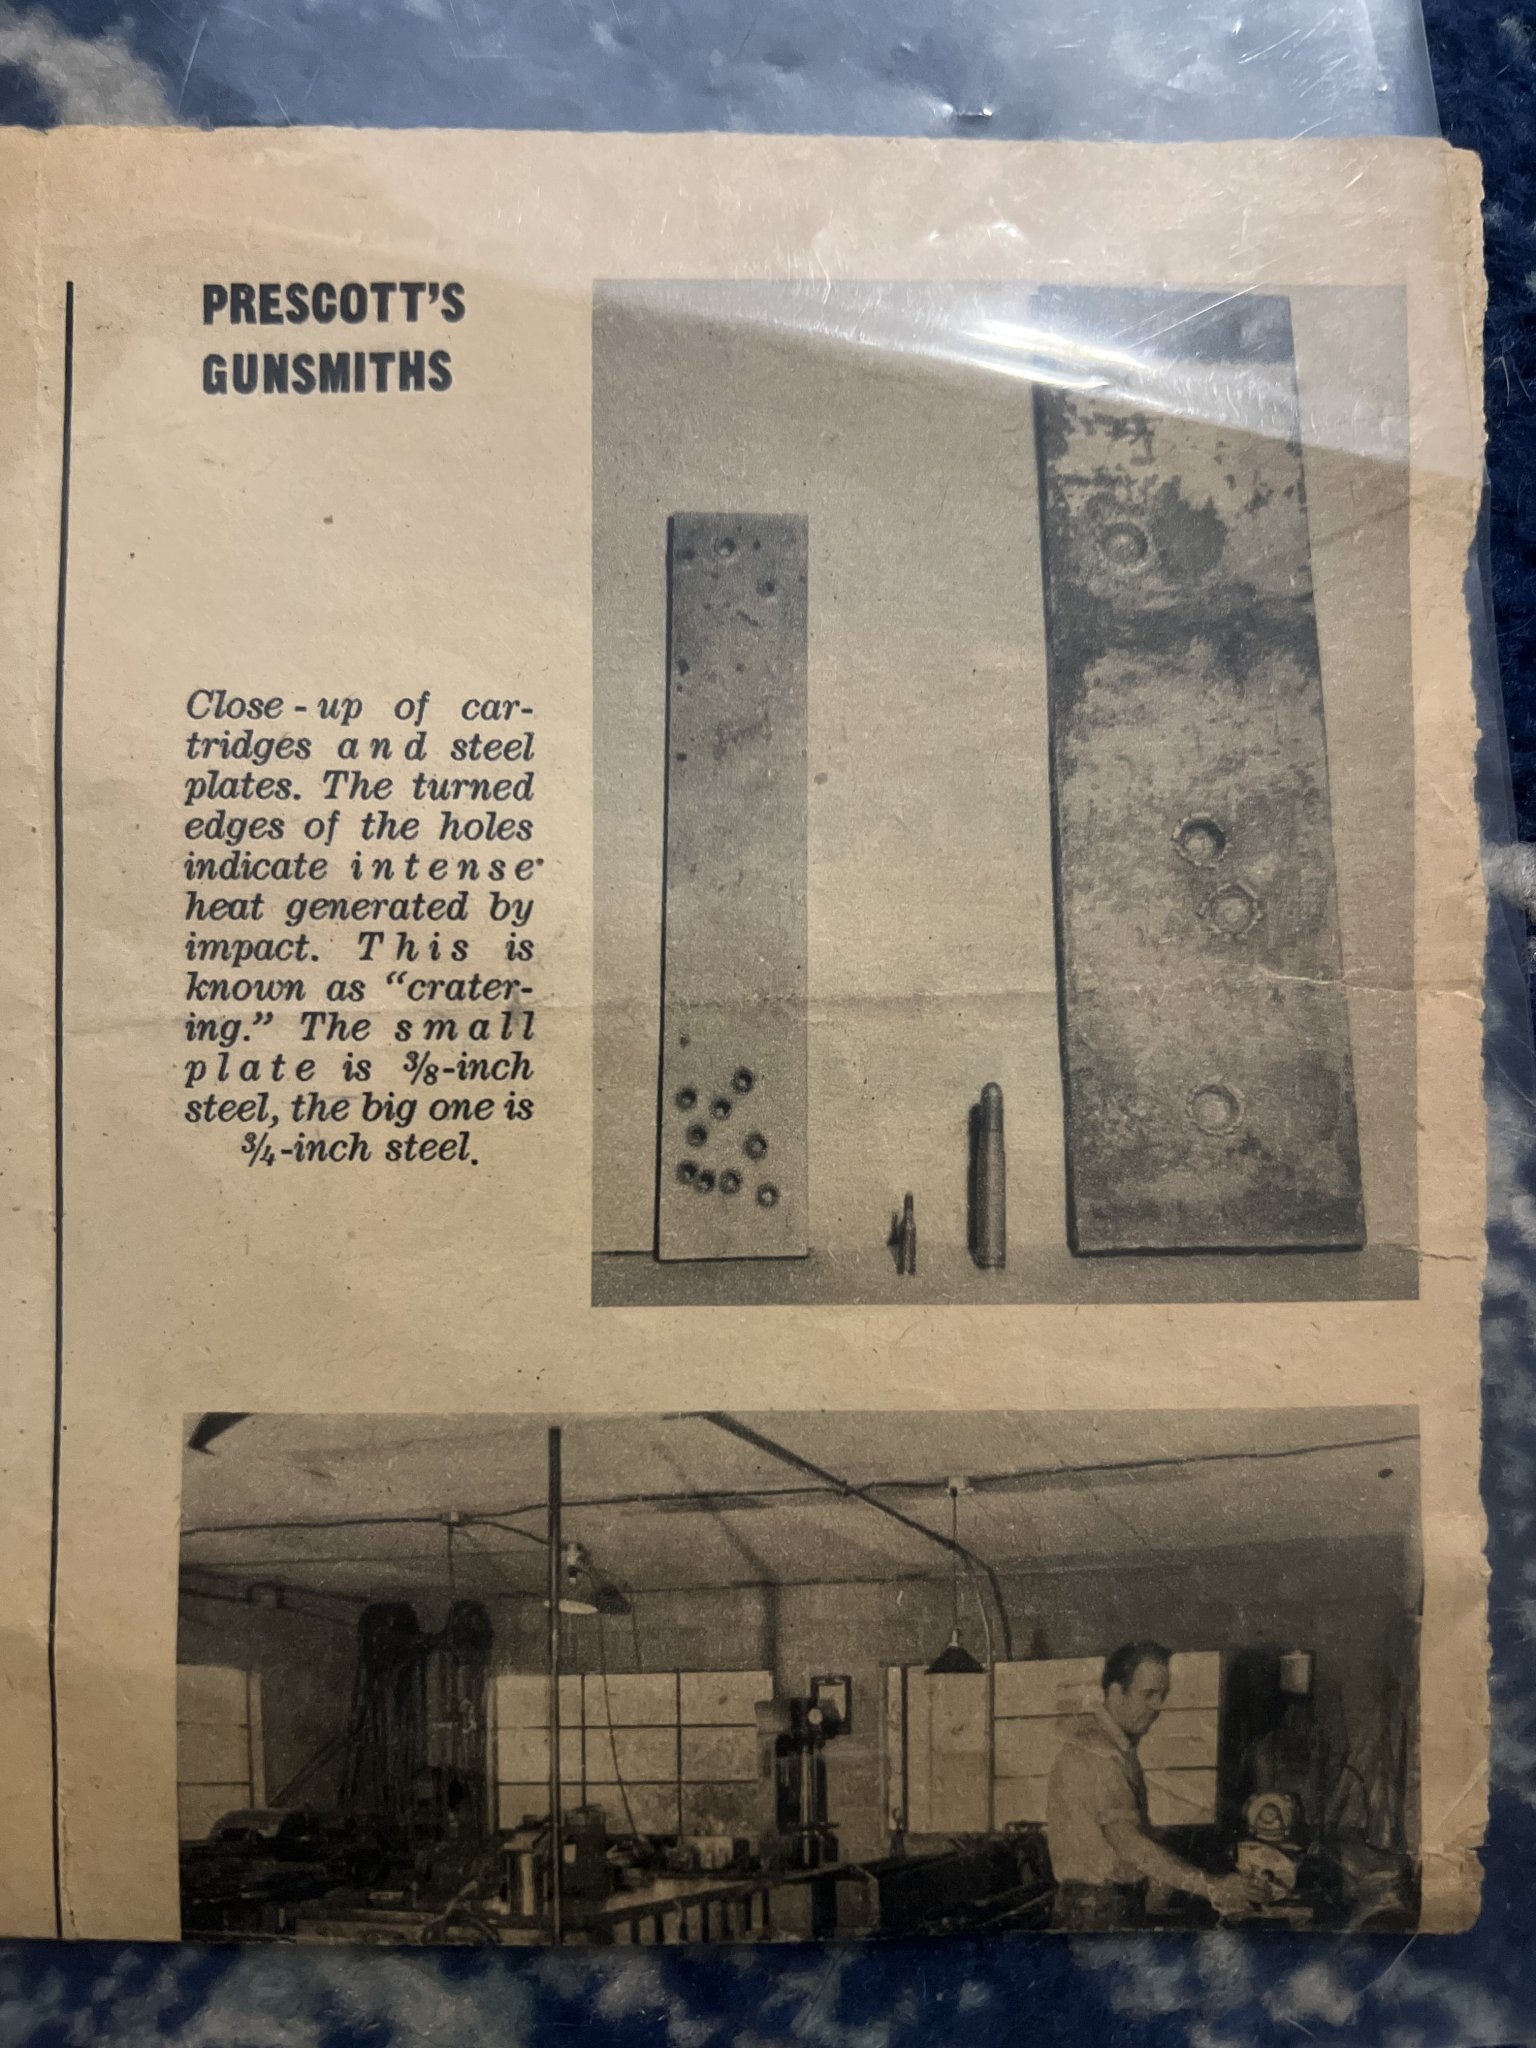 PRESCOTT'S
GUNSMITHS
Close-up of car-
tridges and steel
plates. The turned
edges of the holes
indicate intense
heat generated by
impact. This is
known as “crater-
ing.” The small
plate is 3/8-inch
steel, the big one is
3/4-inch steel.